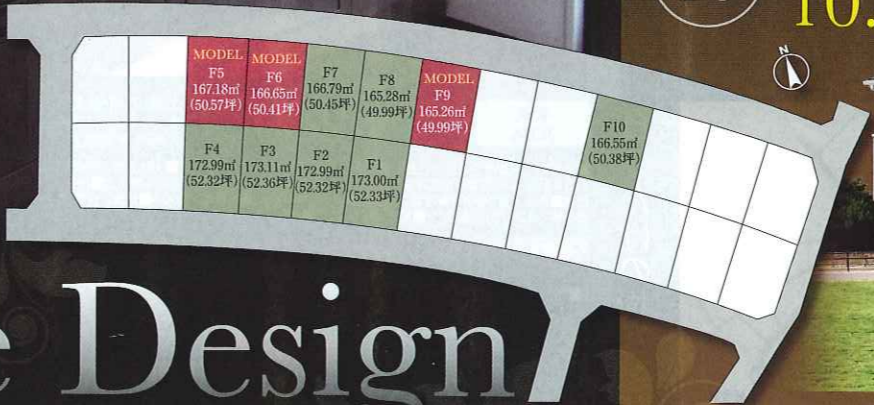 10.
N
MODEL
F5
167.18㎡
(50.57坪)
MODEL
F6
166.65㎡
(50.41坪)
F7
166.79㎡
(50.45坪)
F8
165.28㎡
(49.99坪)
MODEL
F9
165.26㎡
(49.99坪)
F10
166.55㎡
(50.38坪)
F4
172.99㎡
(52.32坪)
F3
173.11㎡
(52.36坪)
F2
172.99㎡
(52.32坪)
F1
173.00㎡
(52.33坪)
e Design